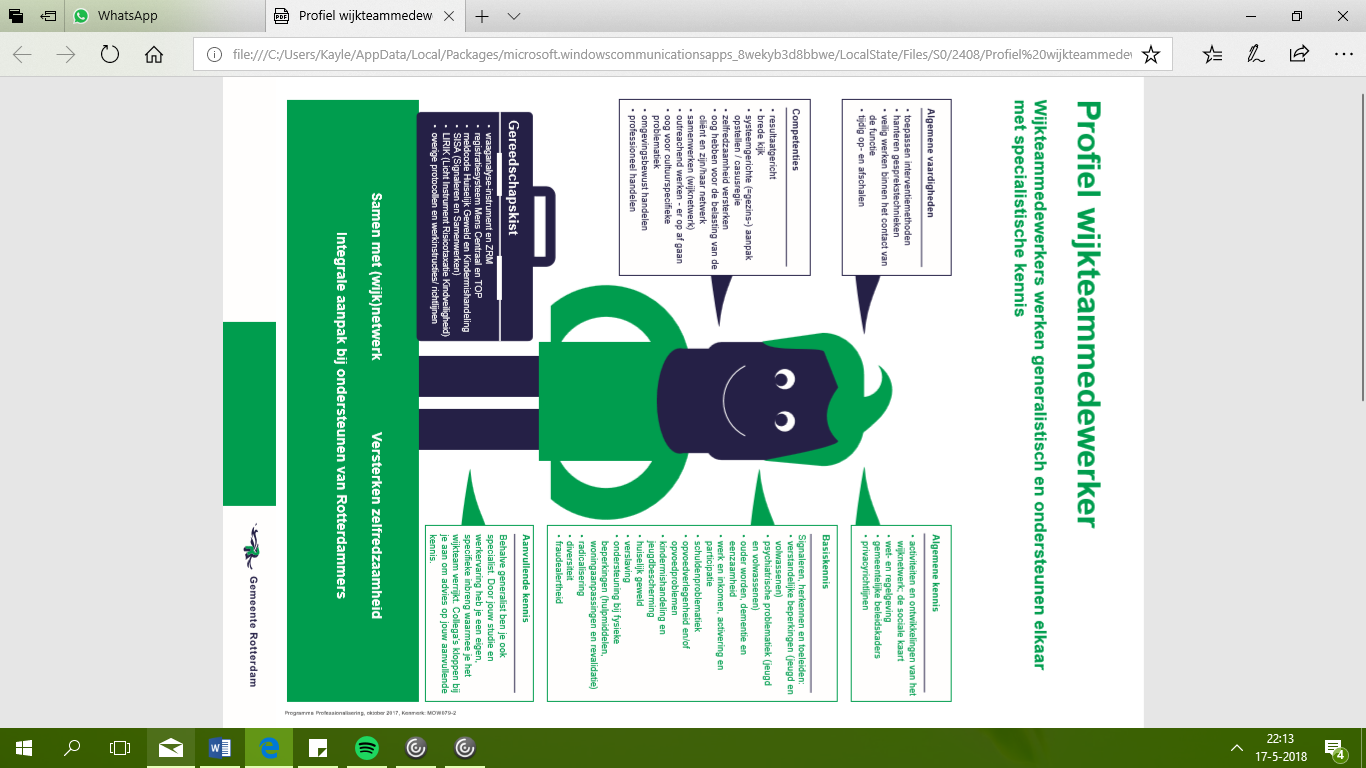 WhatsApp
Profiel wijkteammedew
file:///C:/Users/Kayle/AppData/Local/Packages/microsoft.windowscommunicationsapps_8wekyb3d8bbwe/LocalState/Files/S0/2408/Profiel%20wijkteammedew
Profiel wijkteammedewerker
Wijkteammedewerkers werken generalistisch en ondersteunen elkaar
met specialistische kennis
Algemene vaardigheden
• toepassen interventiemethoden
• hanteren gesprekstechnieken
• veilig werken binnen het contact van
de functie
• tijdig op- en afschalen
Competenties
• resultaatgericht
• brede kijk
• systeemgerichte (=gezins-) aanpak
opstellen / casusregie
• zelfredzaamheid versterken
• oog hebben voor de belasting van de
cliënt en zijn/haar netwerk
• samenwerken (wijknetwerk)
• outreachend werken - er op af gaan
• oog voor cultuurspecifieke
problematiek
• omgevingsbewust handelen
• professioneel handelen
Gereedschapskist
• vraaganalyse-instrument en ZRM
• registratiesysteem Mens Centraal en TOP
• meldcode Huiselijk Geweld en Kindermishandeling
• SISA (Signaleren en Samenwerken)
• LIRIK (Licht Instrument Risicotaxatie Kindveiligheid)
• overige protocollen en werkinstructies/ richtlijnen
Algemene kennis
• activiteiten en ontwikkelingen van het
wijknetwerk; de sociale kaart
• wet- en regelgeving
• gemeentelijke beleidskaders
• privacyrichtlijnen
Basiskennis
Signaleren, herkennen en toeleiden:
• verstandelijke beperkingen (jeugd en
volwassenen)
• psychiatrische problematiek (jeugd
en volwassenen)
• ouder worden, dementie en
eenzaamheid
• werk en inkomen, activering en
participatie
• schuldenproblematiek
• opvoedverlegenheid en/of
opvoedproblemen
• kindermishandeling en
jeugdbescherming
• huiselijk geweld
• verslaving
• ondersteuning bij fysieke
beperkingen (hulpmiddelen,
woningaanpassingen en revalidatie)
• radicalisering
• diversiteit
• fraudealertheid
Aanvullende kennis
Behalve generalist ben je ook
specialist. Door jouw studie en
werkervaring heb je een eigen,
specifieke inbreng waarmee je het
wijkteam verrijkt. Collega's kloppen bij
je aan om advies op jouw aanvullende
kennis.
Samen met (wijk)netwerk
Versterken zelfredzaamheid
Integrale aanpak bij ondersteunen van Rotterdammers
Gemeente Rotterdam
Programma Professionalisering, oktober 2017, Kenmerk: MOW079-2
22:13
17-5-2018
4